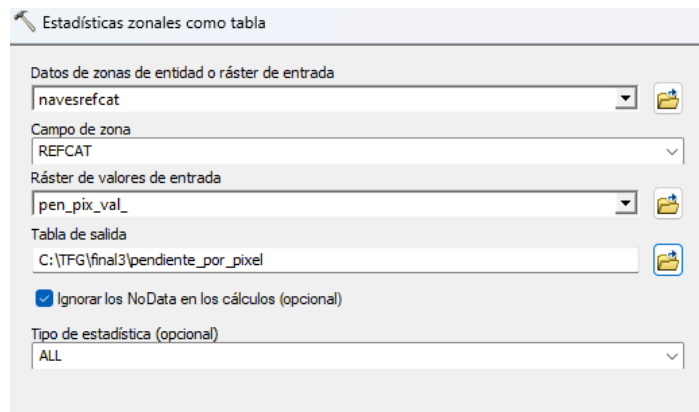 Estadísticas zonales como tabla
Datos de zonas de entidad o ráster de entrada
navesrefcat
Campo de zona
REFCAT
Ráster de valores de entrada
pen_pix_val_
Tabla de salida
C:\TFG\final3\pendiente_por_pixel
Ignorar los NoData en los cálculos (opcional)
Tipo de estadística (opcional)
ALL